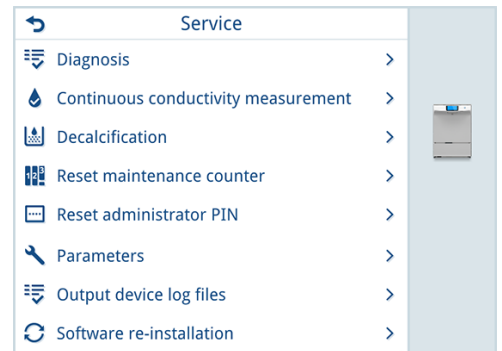 Service
Diagnosis
Continuous conductivity measurement
Decalcification
123
Reset maintenance counter
Reset administrator PIN
Parameters
Output device log files
Software re-installation